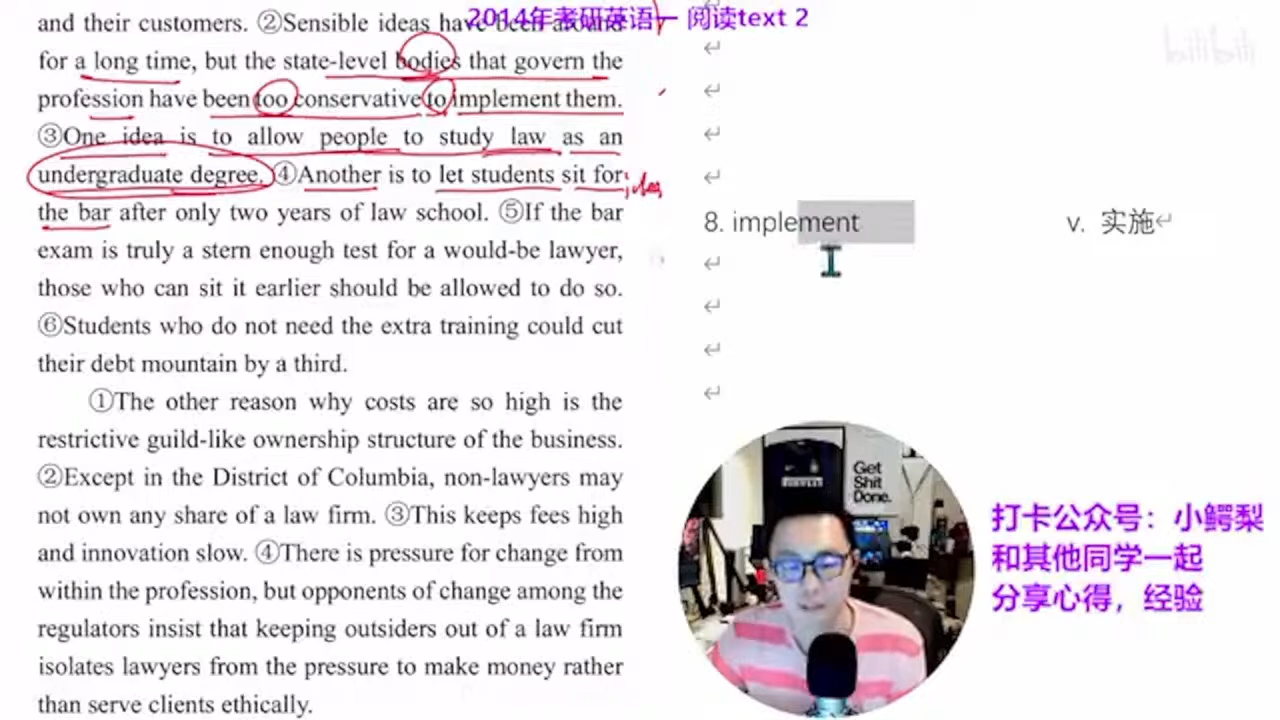 2014年考研英语一 阅读text 2
and their customers. ②Sensible ideas have been around
for a long time, but the state-level bodies that govern the
profession have been too conservative to implement them.
③One idea is to allow people to study law as an
undergraduate degree. ④Another is to let students sit for
the bar after only two years of law school. ⑤If the bar
exam is truly a stern enough test for a would-be lawyer,
those who can sit it earlier should be allowed to do so.
⑥Students who do not need the extra training could cut
their debt mountain by a third.
①The other reason why costs are so high is the
restrictive guild-like ownership structure of the business.
②Except in the District of Columbia, non-lawyers may
not own any share of a law firm. ③This keeps fees high
and innovation slow. ④There is pressure for change from
within the profession, but opponents of change among the
regulators insist that keeping outsiders out of a law firm
isolates lawyers from the pressure to make money rather
than serve clients ethically.
bilibili
8. implement v. 实施
Get
Shit
Done.
PIRELLI
打卡公众号：小鳄梨
和其他同学一起
分享心得，经验